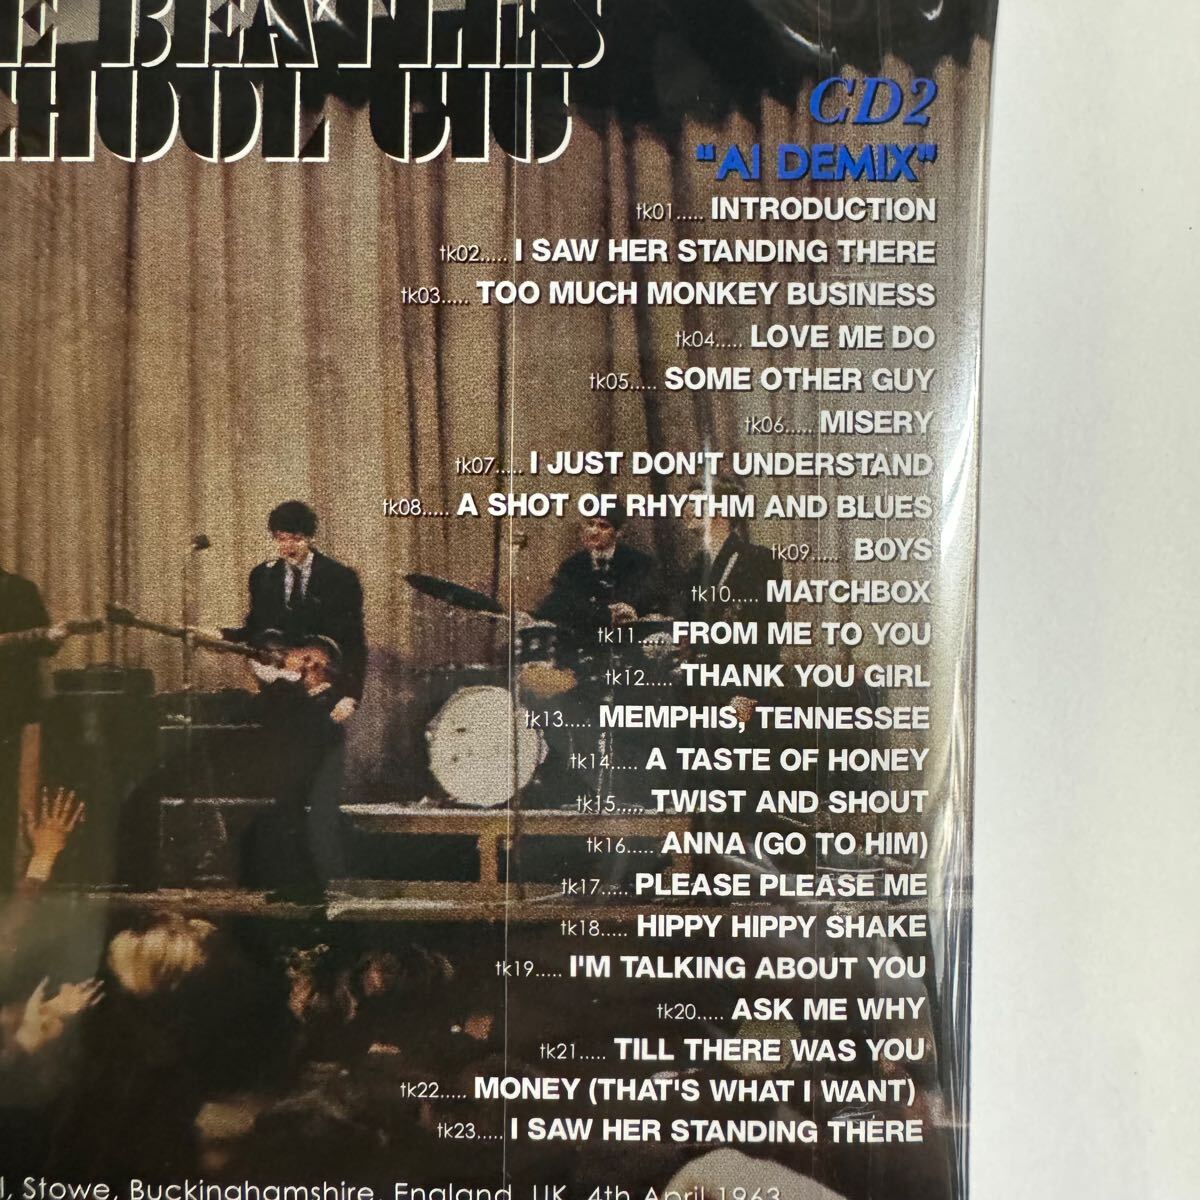 E BEATLES
HOOL GIG
CD2
"AI DEMIX"
tk01..... INTRODUCTION
tk02..... I SAW HER STANDING THERE
tk03..... TOO MUCH MONKEY BUSINESS
tk04..... LOVE ME DO
tk05..... SOME OTHER GUY
tk06..... MISERY
tk07..... I JUST DON'T UNDERSTAND
tk08..... A SHOT OF RHYTHM AND BLUES
tk09..... BOYS
tk10..... MATCHBOX
tk11..... FROM ME TO YOU
tk12..... THANK YOU GIRL
tk13..... MEMPHIS, TENNESSEE
tk14..... A TASTE OF HONEY
tk15..... TWIST AND SHOUT
tk16..... ANNA (GO TO HIM)
tk17..... PLEASE PLEASE ME
tk18..... HIPPY HIPPY SHAKE
tk19..... I'M TALKING ABOUT YOU
tk20..... ASK ME WHY
tk21..... TILL THERE WAS YOU
tk22..... MONEY (THAT'S WHAT I WANT)
tk23..... I SAW HER STANDING THERE
l, Stowe, Buckinghamshire, England, UK, 4th April 1963